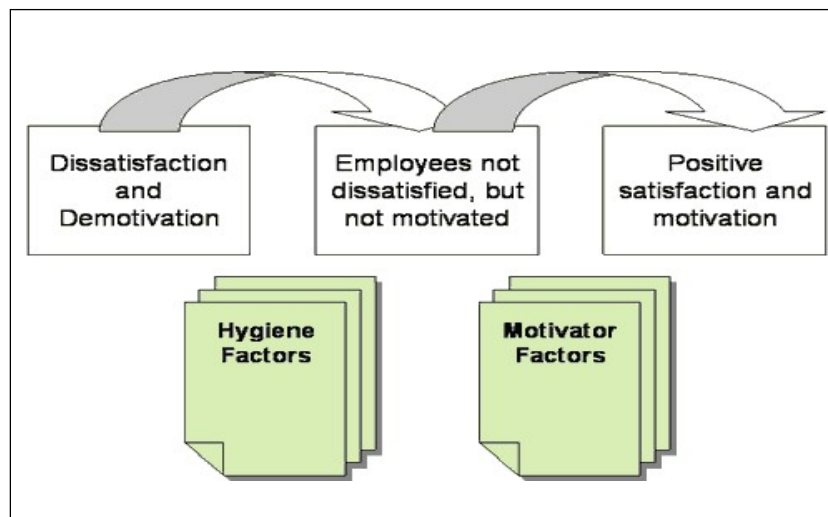 Dissatisfaction
and
Demotivation
Employees not
dissatisfied, but
not motivated
Positive
satisfaction and
motivation
Hygiene
Factors
Motivator
Factors